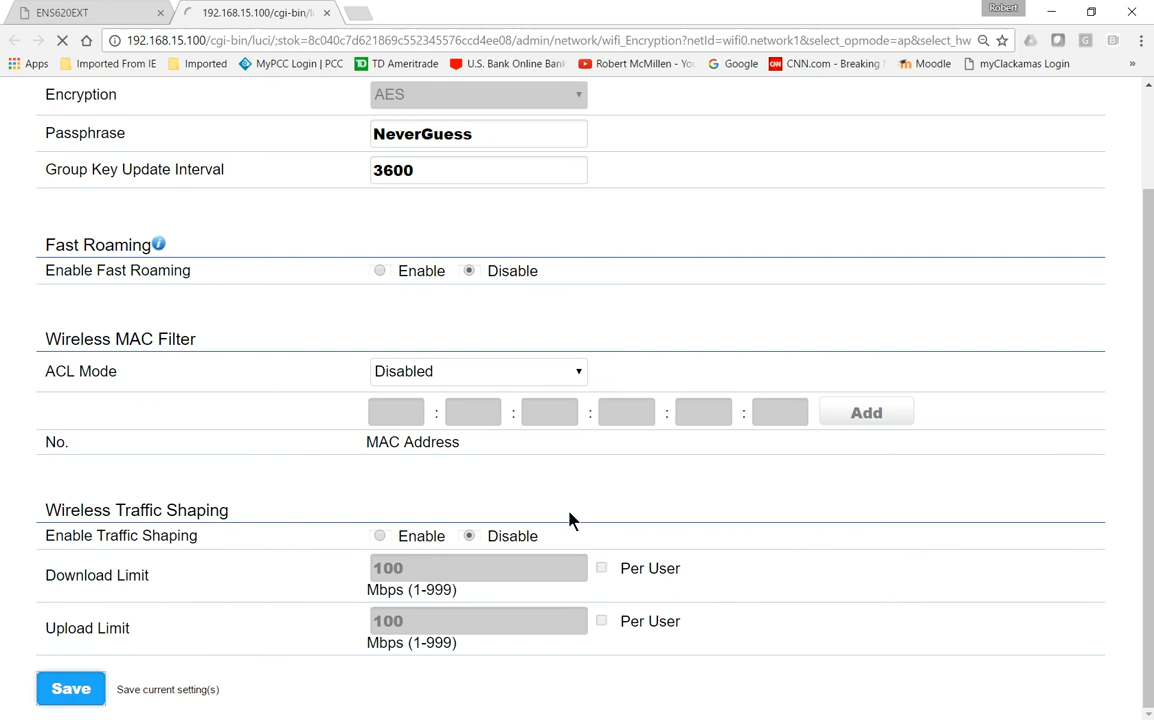 ENS620EXT
192.168.15.100/cgi-bin/l
Robert
192.168.15.100/cgi-bin/luci/;stok=8c040c7d621869c552345576ccd4ee08/admin/network/wifi_Encryption?netId=wifi0.network1&select_opmode=ap&select_hw
Apps Imported From IE Imported MyPCC Login | PCC TD Ameritrade U.S. Bank Online Bank Robert McMillen - You Google CNN.com - Breaking Moodle myClackamas Login »
Encryption AES
Passphrase NeverGuess
Group Key Update Interval 3600
Fast Roaming
Enable Fast Roaming Enable Disable
Wireless MAC Filter
ACL Mode Disabled
: : : : : Add
No. MAC Address
Wireless Traffic Shaping
Enable Traffic Shaping Enable Disable
Download Limit 100 Per User
Mbps (1-999)
Upload Limit 100 Per User
Mbps (1-999)
Save Save current setting(s)